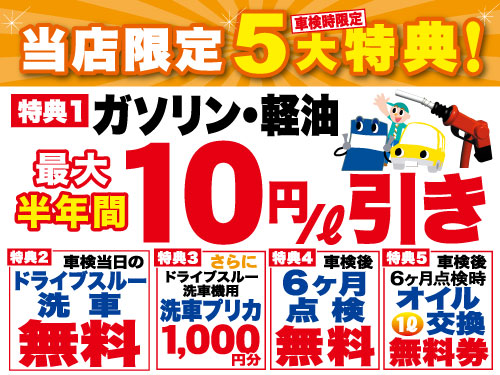 車検時限定
当店限定5大特典!
特典1 ガソリン・軽油
最大
半年間
10円/ℓ引き
特典2
車検当日の
ドライブスルー
洗車
無料
特典3 さらに
ドライブスルー
洗車機用
洗車プリカ
1,000
円分
特典4 車検後
6ヶ月
点検
無料
特典5 車検後
6ヶ月点検時
オイル
1ℓ交換
無料券